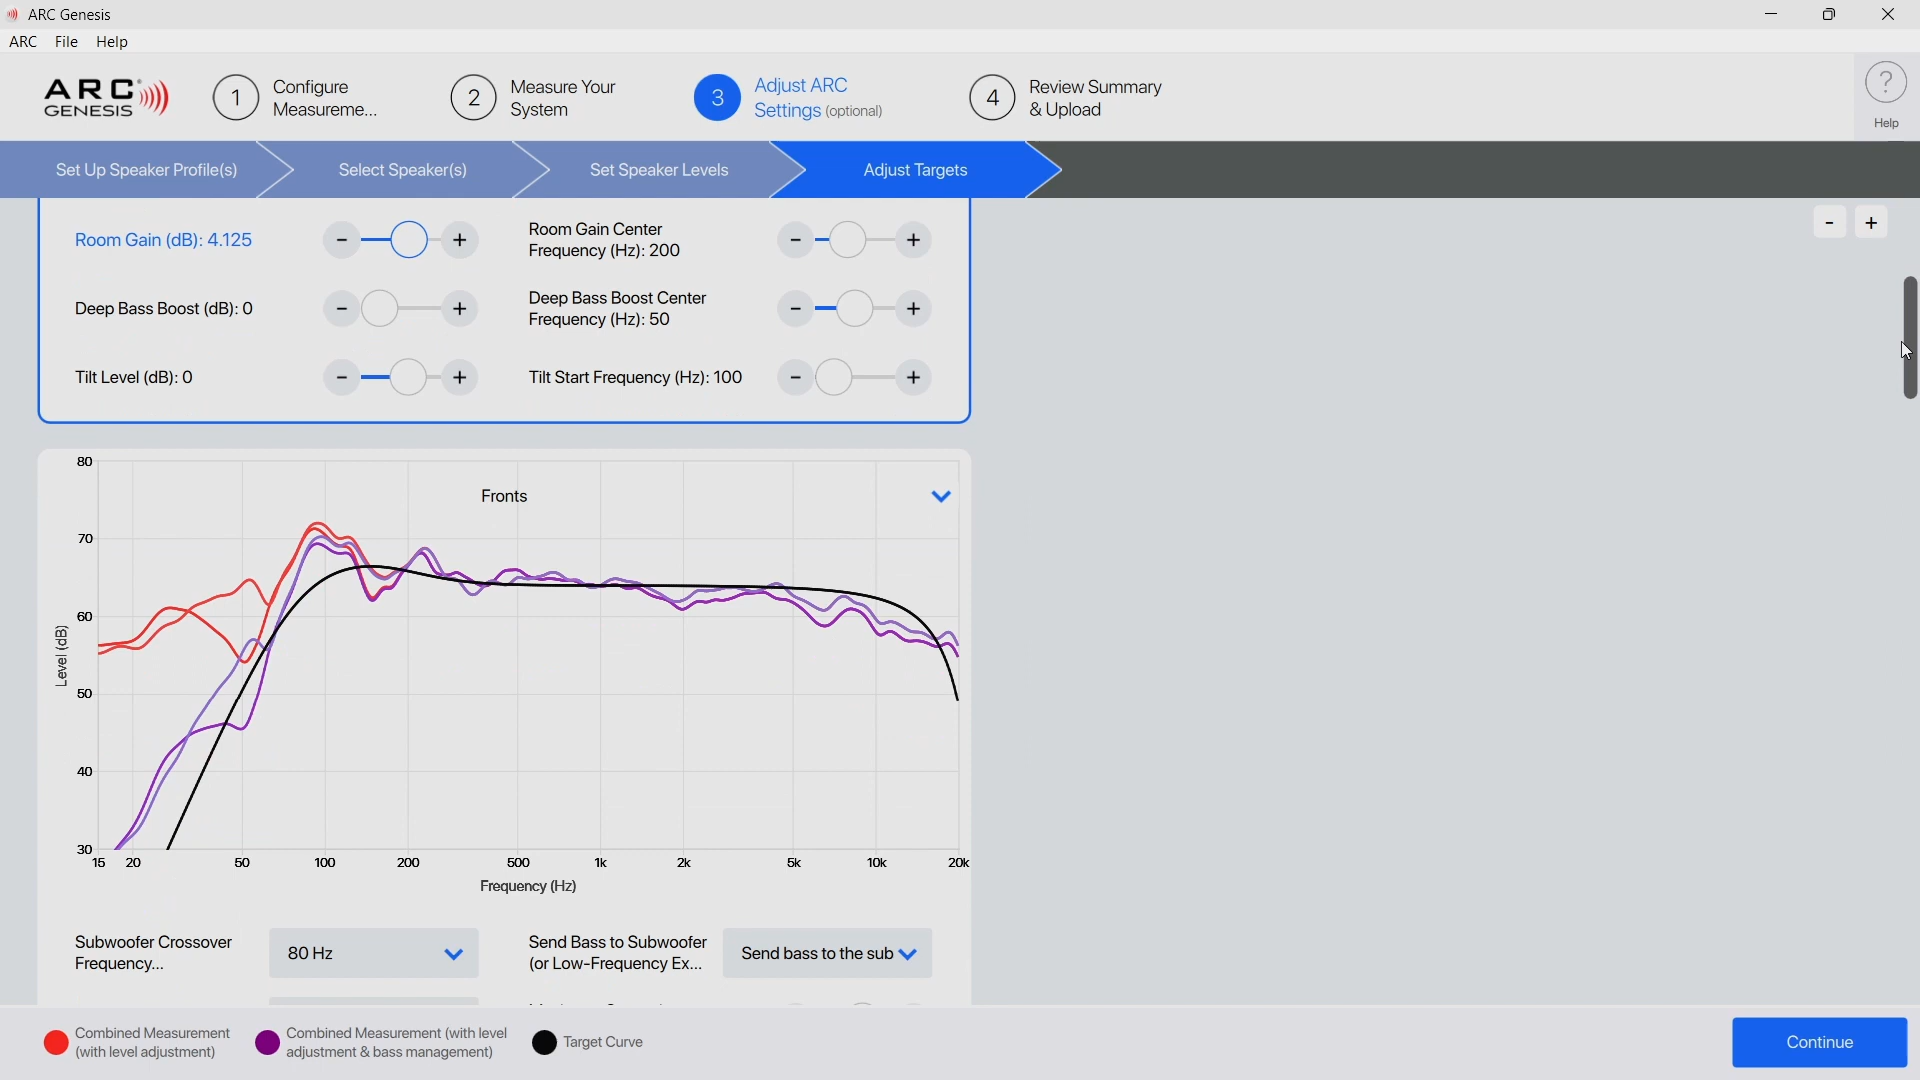 ARC Genesis
ARC File Help
ARC GENESIS
1 Configure Measureme...
2 Measure Your System
3 Adjust ARC Settings (optional)
4 Review Summary & Upload
?
Help
Set Up Speaker Profile(s)
Select Speaker(s)
Set Speaker Levels
Adjust Targets
- +
Room Gain (dB): 4.125
- +
Room Gain Center
Frequency (Hz): 200
- +
Deep Bass Boost (dB): 0
- +
Deep Bass Boost Center
Frequency (Hz): 50
- +
Tilt Level (dB): 0
- +
Tilt Start Frequency (Hz): 100
- +
Fronts
80
70
60
50
40
30
Level (dB)
15 20 50 100 200 500 1k 2k 5k 10k 20k
Frequency (Hz)
Subwoofer Crossover
Frequency...
80 Hz
Send Bass to Subwoofer
(or Low-Frequency Ex...
Send bass to the sub
Combined Measurement
(with level adjustment)
Combined Measurement (with level
adjustment & bass management)
Target Curve
Continue